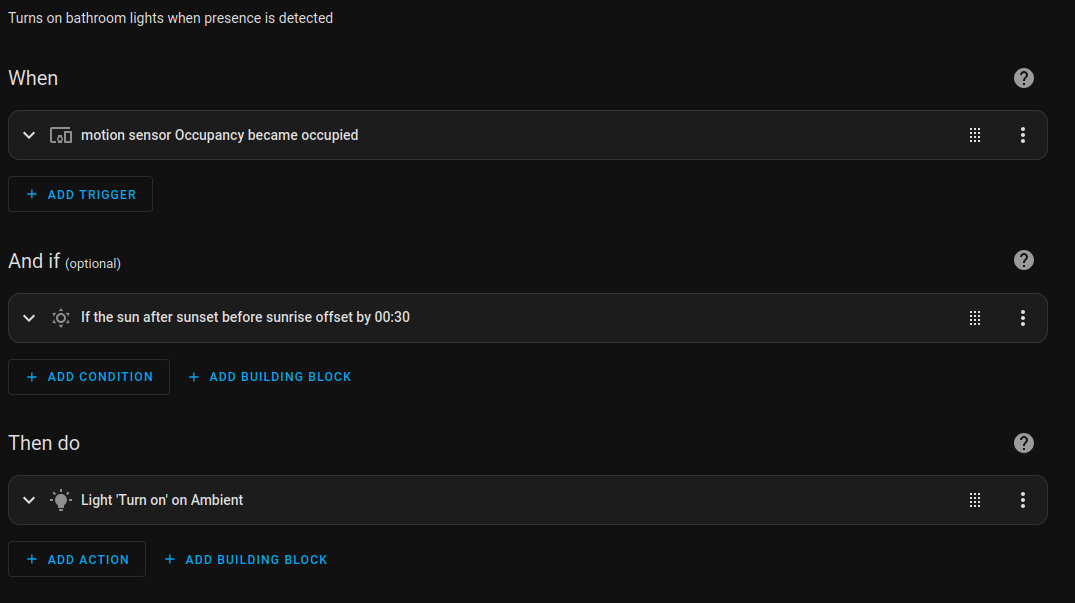 Turns on bathroom lights when presence is detected
When
motion sensor Occupancy became occupied
+ ADD TRIGGER
And if (optional)
If the sun after sunset before sunrise offset by 00:30
+ ADD CONDITION + ADD BUILDING BLOCK
Then do
Light 'Turn on' on Ambient
+ ADD ACTION + ADD BUILDING BLOCK